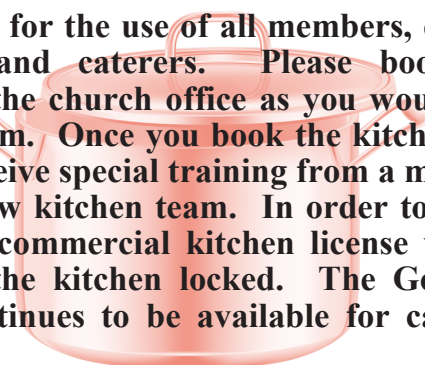 for the use of all members,
and caterers. Please boo
the church office as you wou
m. Once you book the kitch
eive special training from a m
w kitchen team. In order to
commercial kitchen license
the kitchen locked. The Ge
tinues to be available for ca